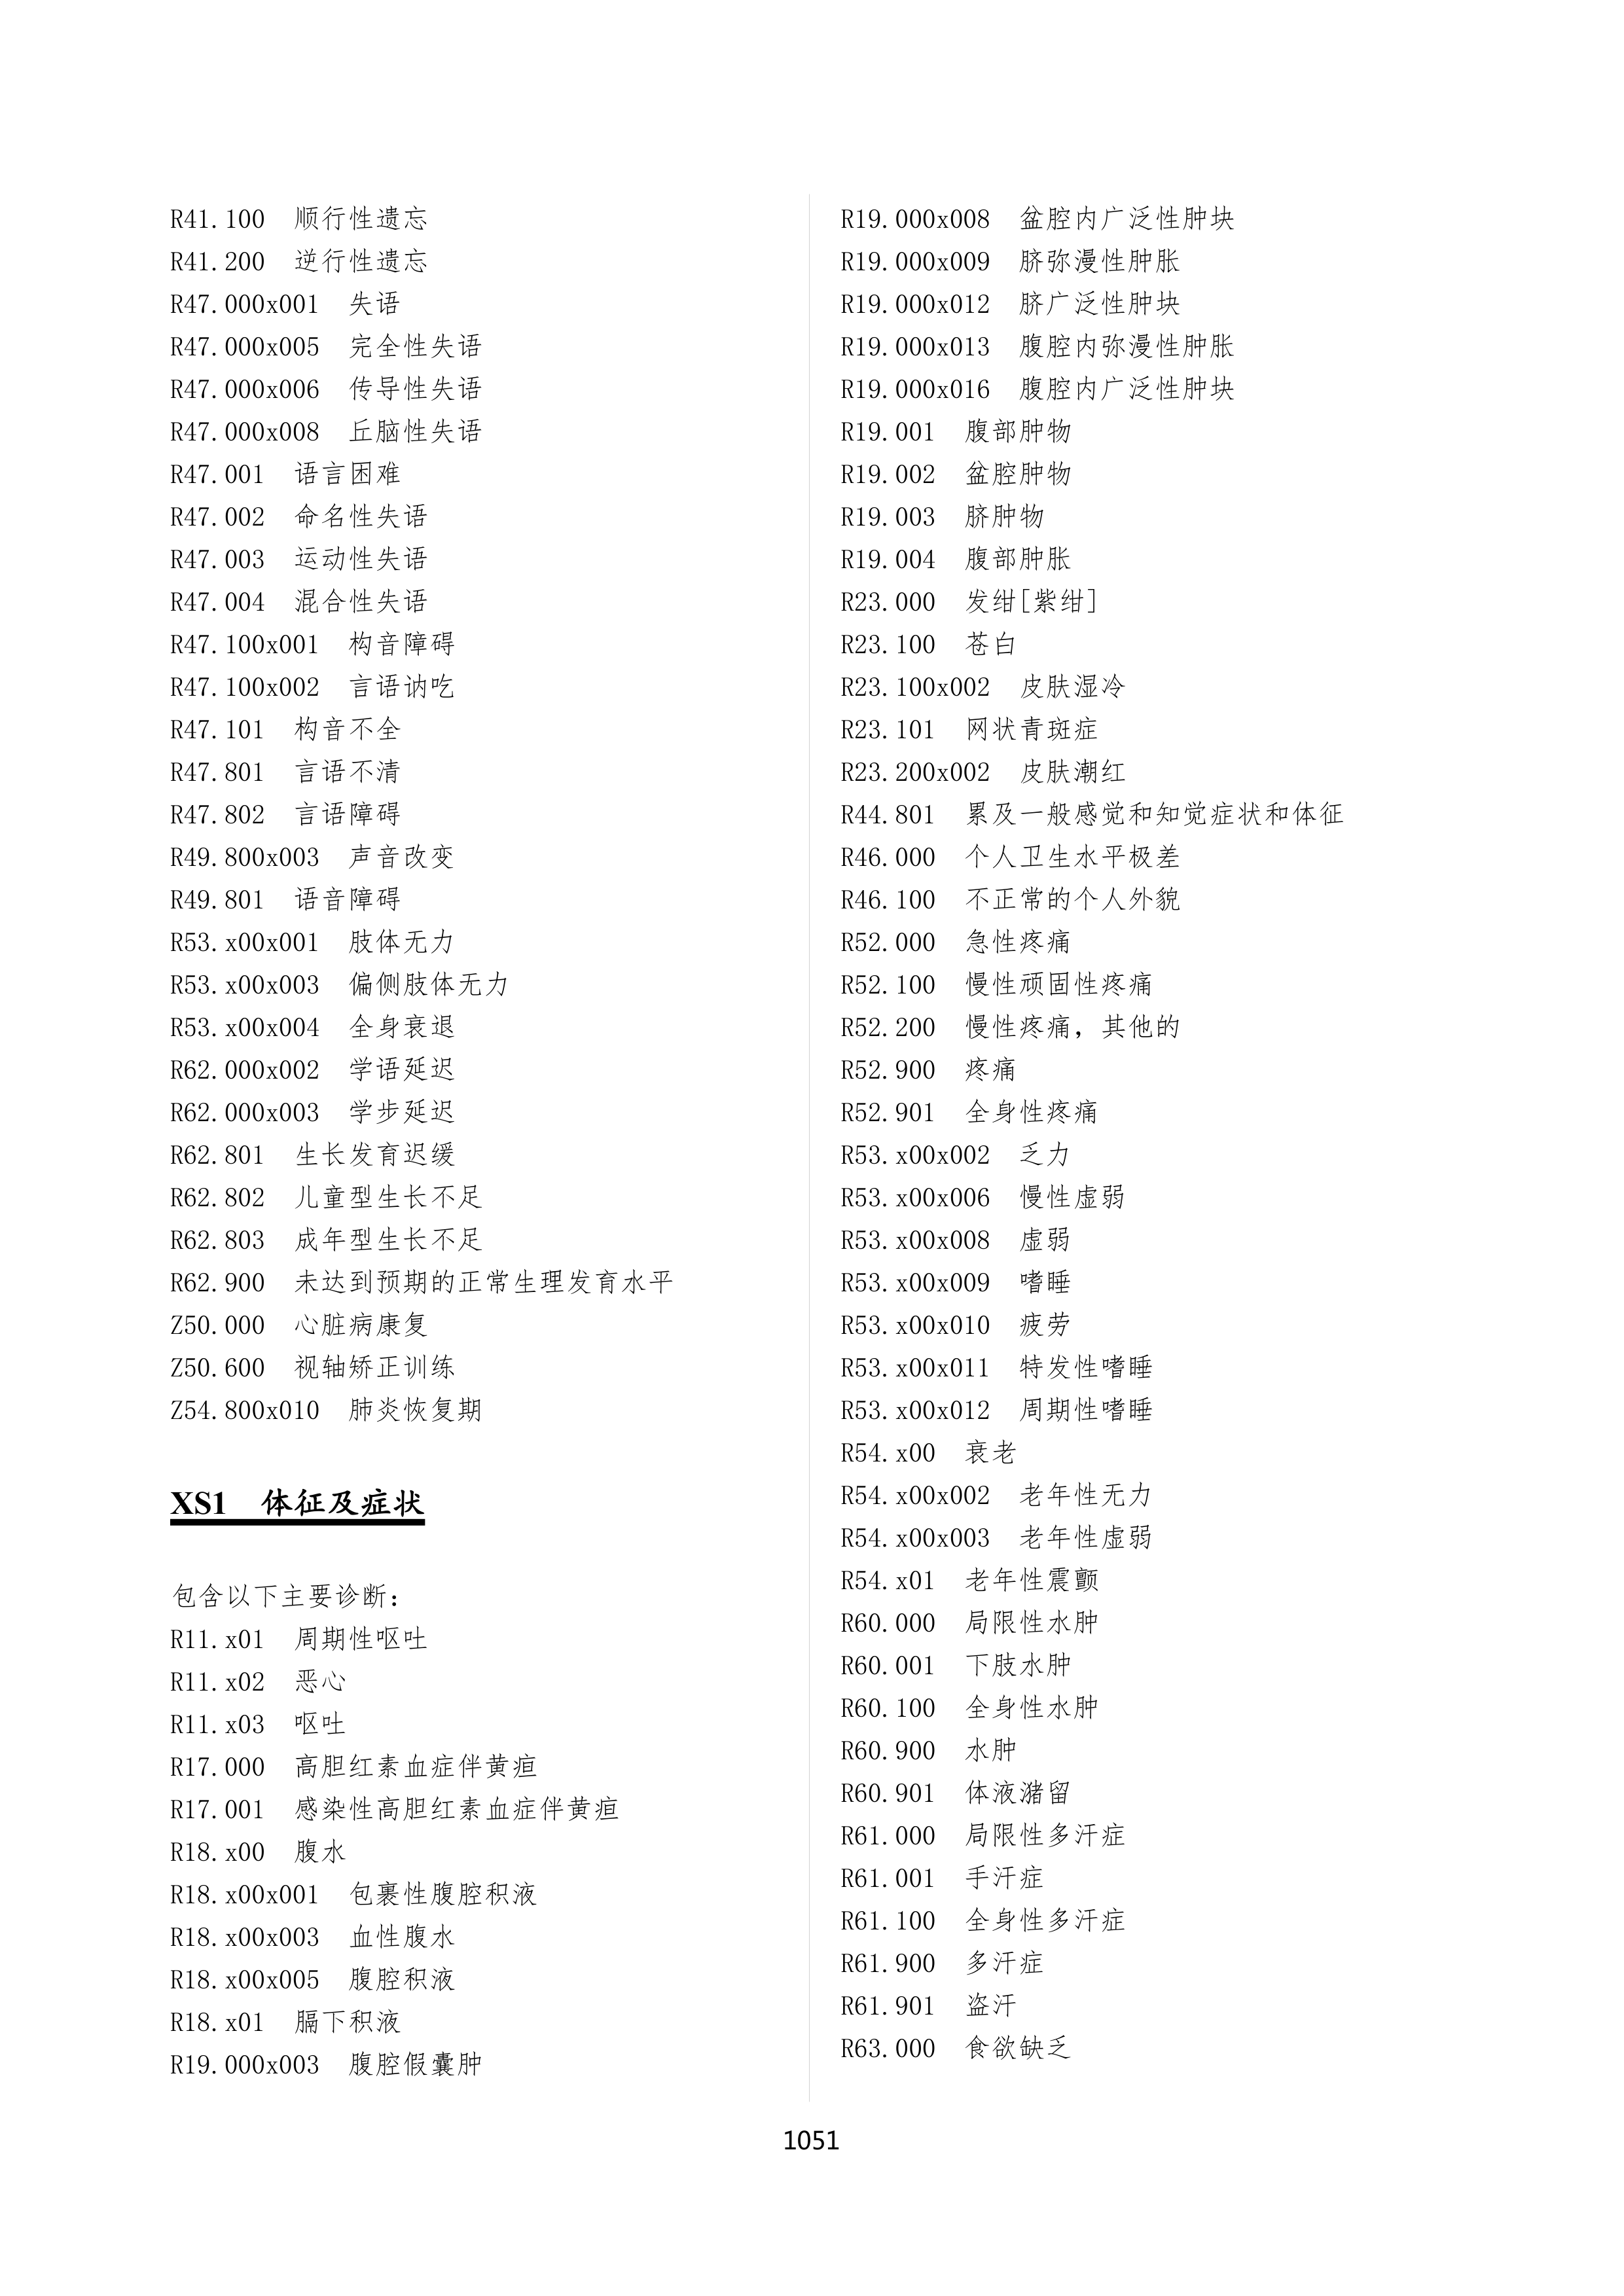 R41.100 顺行性遗忘
R41.200 逆行性遗忘
R47.000x001 失语
R47.000x005 完全性失语
R47.000x006 传导性失语
R47.000x008 丘脑性失语
R47.001 语言困难
R47.002 命名性失语
R47.003 运动性失语
R47.004 混合性失语
R47.100x001 构音障碍
R47.100x002 言语讷吃
R47.101 构音不全
R47.801 言语不清
R47.802 言语障碍
R49.800x003 声音改变
R49.801 语音障碍
R53.x00x001 肢体无力
R53.x00x003 偏侧肢体无力
R53.x00x004 全身衰退
R62.000x002 学语延迟
R62.000x003 学步延迟
R62.801 生长发育迟缓
R62.802 儿童型生长不足
R62.803 成年型生长不足
R62.900 未达到预期的正常生理发育水平
Z50.000 心脏病康复
Z50.600 视轴矫正训练
Z54.800x010 肺炎恢复期
XS1 体征及症状
包含以下主要诊断：
R11.x01 周期性呕吐
R11.x02 恶心
R11.x03 呕吐
R17.000 高胆红素血症伴黄疸
R17.001 感染性高胆红素血症伴黄疸
R18.x00 腹水
R18.x00x001 包裹性腹腔积液
R18.x00x003 血性腹水
R18.x00x005 腹腔积液
R18.x01 膈下积液
R19.000x003 腹腔假囊肿
R19.000x008 盆腔内广泛性肿块
R19.000x009 脐弥漫性肿胀
R19.000x012 脐广泛性肿块
R19.000x013 腹腔内弥漫性肿胀
R19.000x016 腹腔内广泛性肿块
R19.001 腹部肿物
R19.002 盆腔肿物
R19.003 脐肿物
R19.004 腹部肿胀
R23.000 发绀[紫绀]
R23.100 苍白
R23.100x002 皮肤湿冷
R23.101 网状青斑症
R23.200x002 皮肤潮红
R44.801 累及一般感觉和知觉症状和体征
R46.000 个人卫生水平极差
R46.100 不正常的个人外貌
R52.000 急性疼痛
R52.100 慢性顽固性疼痛
R52.200 慢性疼痛，其他的
R52.900 疼痛
R52.901 全身性疼痛
R53.x00x002 乏力
R53.x00x006 慢性虚弱
R53.x00x008 虚弱
R53.x00x009 嗜睡
R53.x00x010 疲劳
R53.x00x011 特发性嗜睡
R53.x00x012 周期性嗜睡
R54.x00 衰老
R54.x00x002 老年性无力
R54.x00x003 老年性虚弱
R54.x01 老年性震颤
R60.000 局限性水肿
R60.001 下肢水肿
R60.100 全身性水肿
R60.900 水肿
R60.901 体液潴留
R61.000 局限性多汗症
R61.001 手汗症
R61.100 全身性多汗症
R61.900 多汗症
R61.901 盗汗
R63.000 食欲缺乏
1051